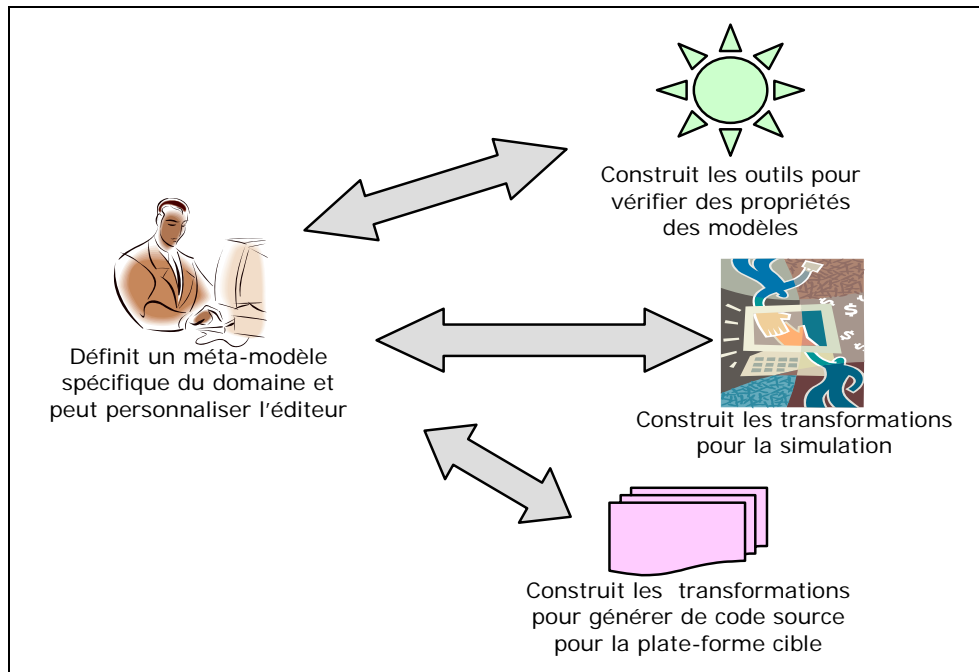 Construit les outils pour
vérifier des propriétés
des modèles
Définit un méta-modèle
spécifique du domaine et
peut personnaliser l'éditeur
Construit les transformations
pour la simulation
Construit les transformations
pour générer de code source
pour la plate-forme cible